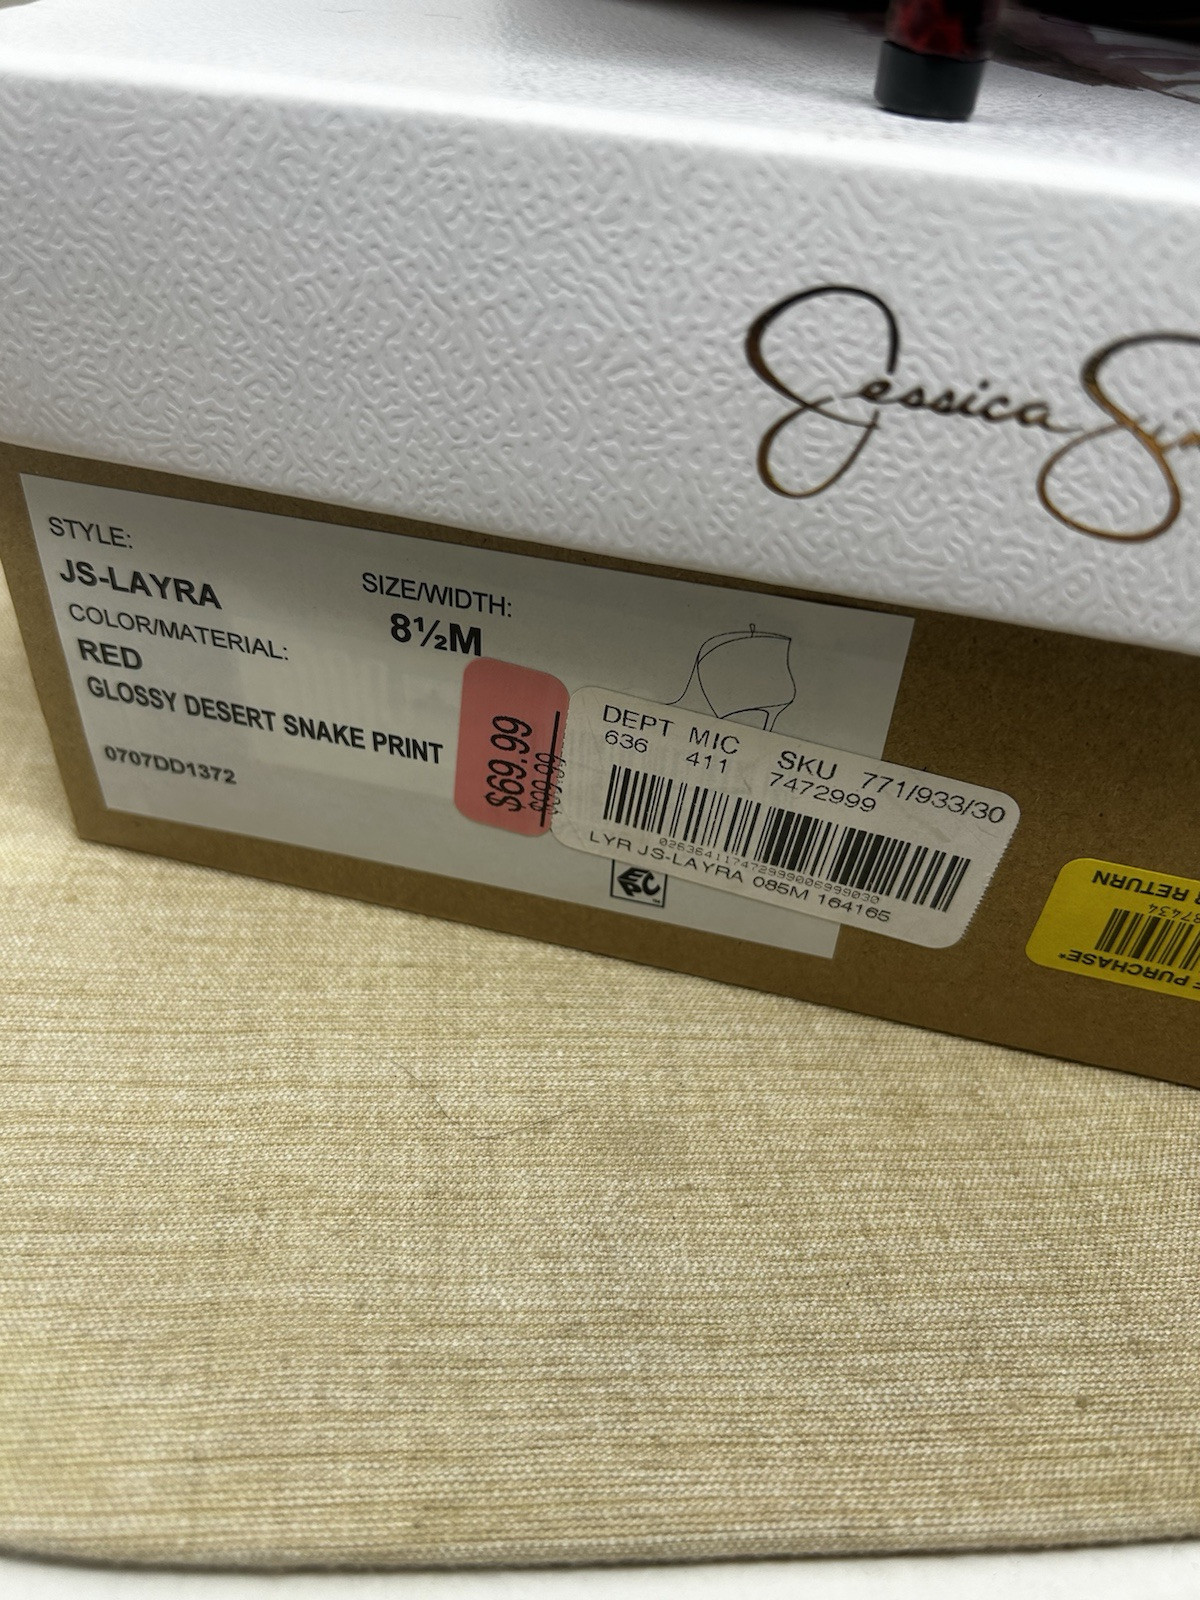 Jessica
STYLE:
JS-LAYRA
SIZE/WIDTH:
8½M
COLOR/MATERIAL:
RED
GLOSSY DESERT SNAKE PRINT
0707DD1372
$69.99
DEPT MIC SKU 771/933/30
636 411 7472999
LYR JS-LAYRA 085M 164165
RETURN
PURCHASE*